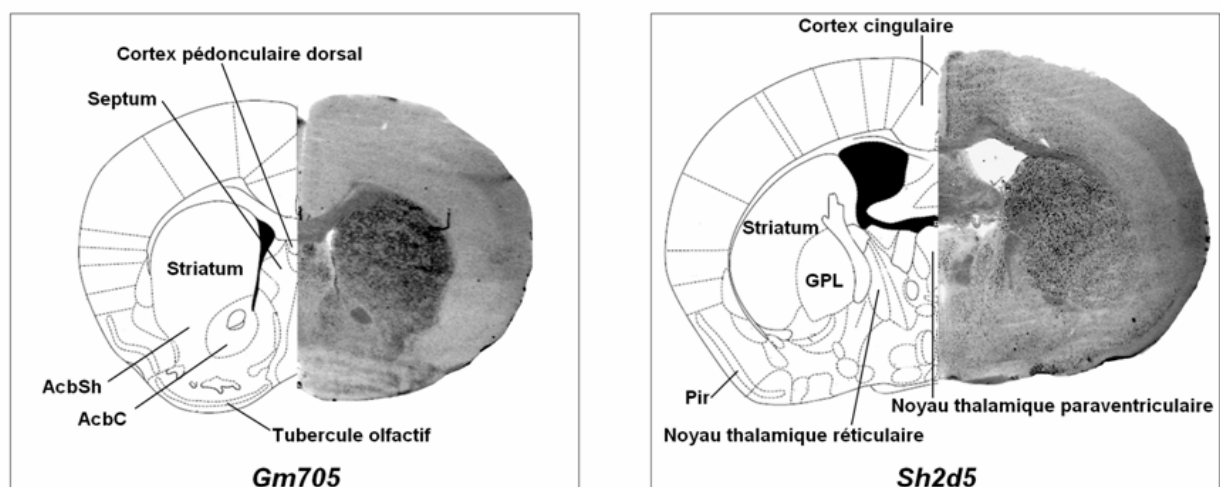 Cortex pédonculaire dorsal
Septum
Striatum
AcbSh
AcbC
Tubercule olfactif
Gm705
Cortex cingulaire
Striatum
GPL
Pir
Noyau thalamique paraventriculaire
Noyau thalamique réticulaire
Sh2d5